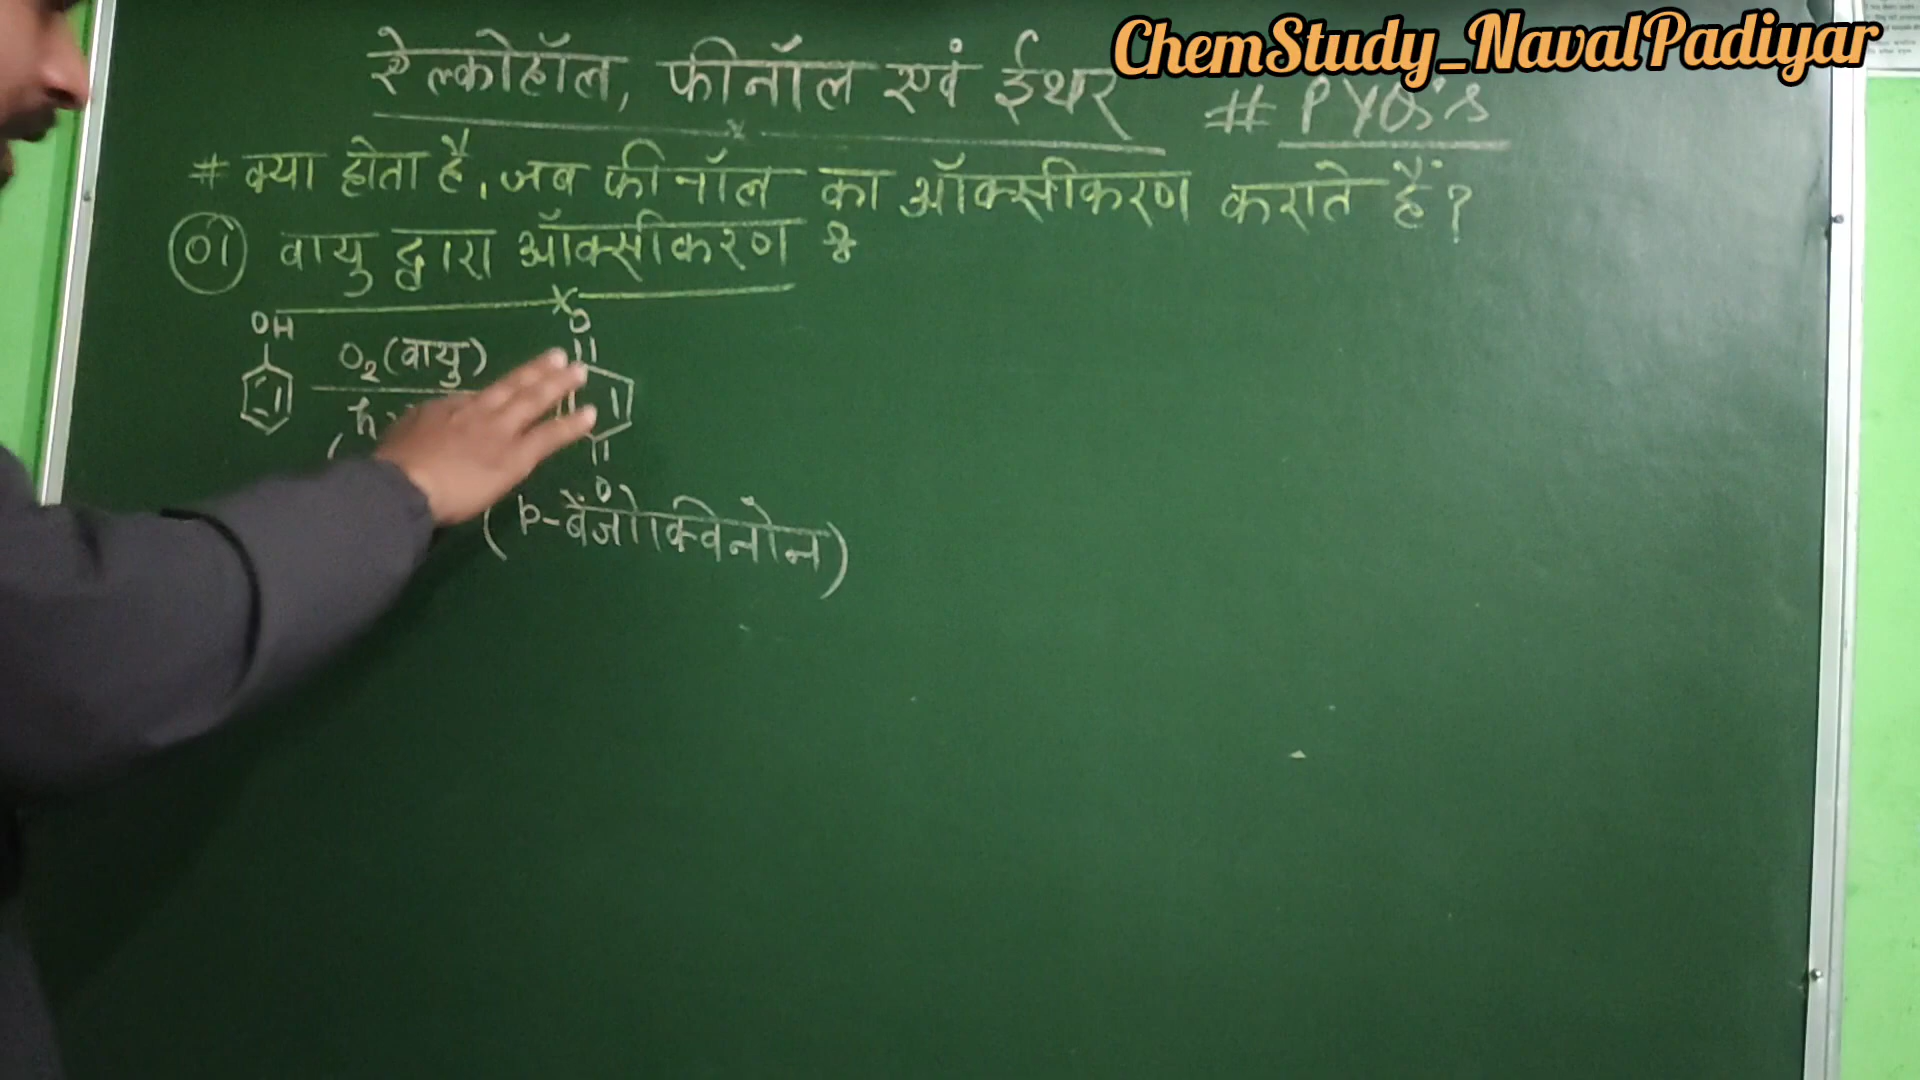 ChemStudy_NavalPadiyar
ऐल्कोहॉल, फीनॉल एवं ईथर # PYQ's
# क्या होता है, जब फीनॉल का ऑक्सीकरण कराते हैं?
01 वायु द्वारा ऑक्सीकरण :
OH
O₂ (वायु)
O
O
(p-बेंजोक्विनोन)